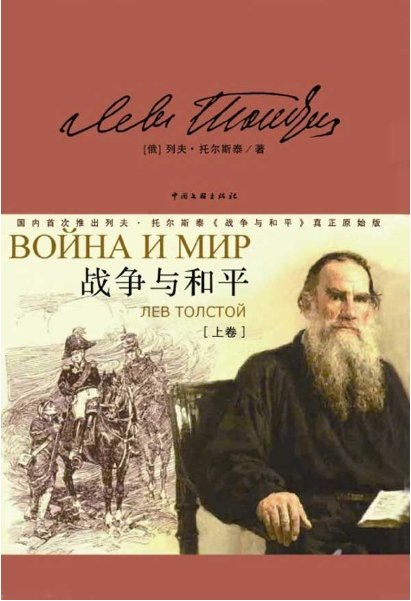 Лев Толстой
[俄] 列夫·托尔斯泰／著
中国文联出版社
国内首次推出列夫·托尔斯泰《战争与和平》真正原始版
ВОЙНА И МИР
战争与和平
ЛЕВ ТОЛСТОЙ
[上卷]